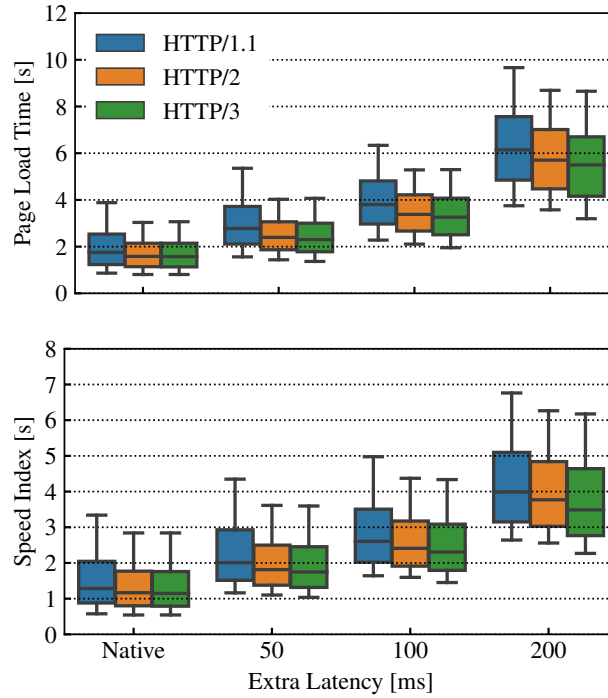 12
10
8
6
4
2
0
Page Load Time [s]
HTTP/1.1
HTTP/2
HTTP/3
8
7
6
5
4
3
2
1
0
Speed Index [s]
Native 50 100 200
Extra Latency [ms]